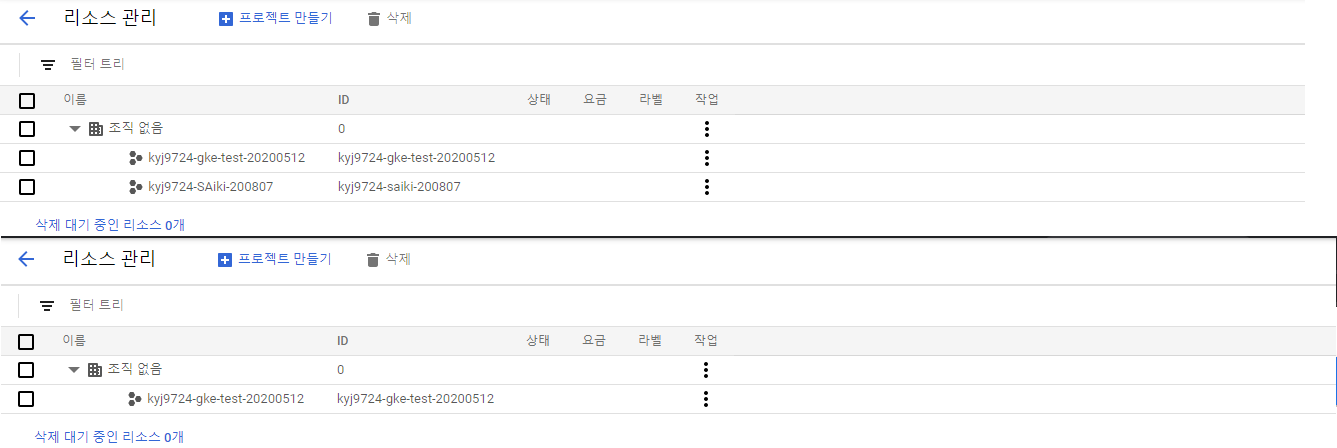 리소스 관리 프로젝트 만들기 삭제
필터 트리
이름 ID 상태 요금 라벨 작업
조직 없음 0
kyj9724-gke-test-20200512 kyj9724-gke-test-20200512
kyj9724-SAiki-200807 kyj9724-saiki-200807
삭제 대기 중인 리소스 0개
리소스 관리 프로젝트 만들기 삭제
필터 트리
이름 ID 상태 요금 라벨 작업
조직 없음 0
kyj9724-gke-test-20200512 kyj9724-gke-test-20200512
삭제 대기 중인 리소스 0개